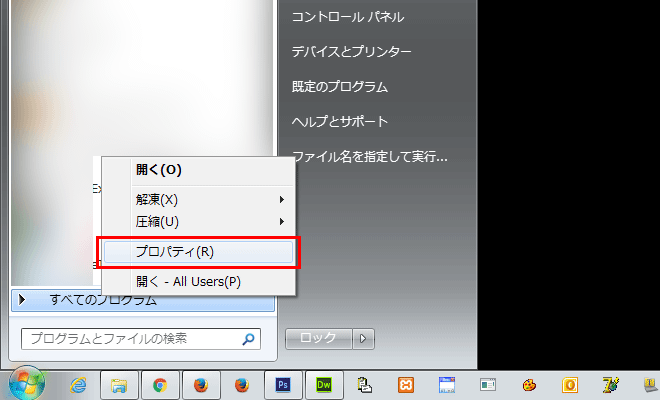 コントロール パネル
デバイスとプリンター
既定のプログラム
ヘルプとサポート
ファイル名を指定して実行...
開く(O)
Ex
解凍(X)
圧縮(U)
プロパティ(R)
開く - All Users(P)
すべてのプログラム
プログラムとファイルの検索
ロック
Ps
Dw